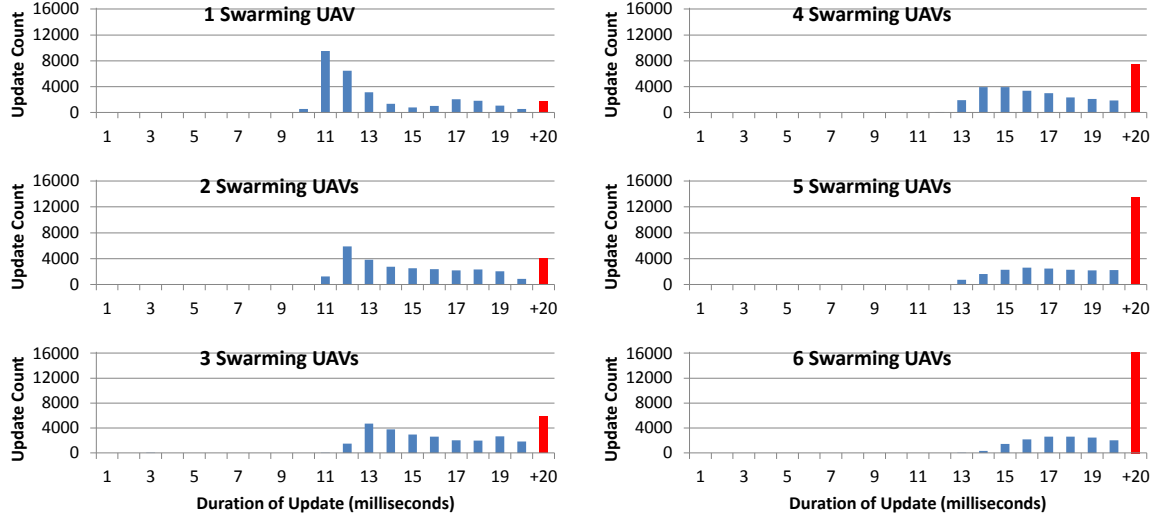 1 Swarming UAV
Update Count
16000
12000
8000
4000
0
1 3 5 7 9 11 13 15 17 19 +20
2 Swarming UAVs
Update Count
16000
12000
8000
4000
0
1 3 5 7 9 11 13 15 17 19 +20
3 Swarming UAVs
Update Count
16000
12000
8000
4000
0
1 3 5 7 9 11 13 15 17 19 +20
Duration of Update (milliseconds)
4 Swarming UAVs
Update Count
16000
12000
8000
4000
0
1 3 5 7 9 11 13 15 17 19 +20
5 Swarming UAVs
Update Count
16000
12000
8000
4000
0
1 3 5 7 9 11 13 15 17 19 +20
6 Swarming UAVs
Update Count
16000
12000
8000
4000
0
1 3 5 7 9 11 13 15 17 19 +20
Duration of Update (milliseconds)